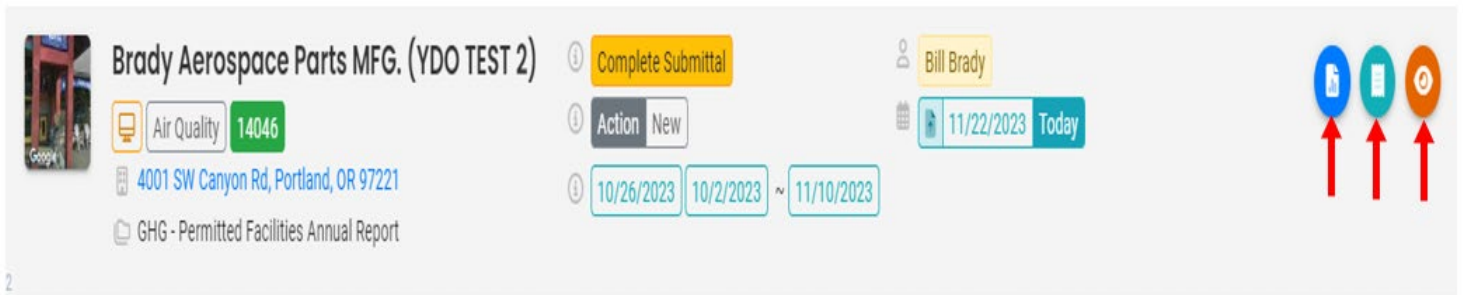 Brady Aerospace Parts MFG. (YDO TEST 2)
Air Quality 14046
4001 SW Canyon Rd, Portland, OR 97221
GHG - Permitted Facilities Annual Report
Google
Complete Submittal
Action New
10/26/2023 10/2/2023 ~ 11/10/2023
Bill Brady
11/22/2023 Today
2